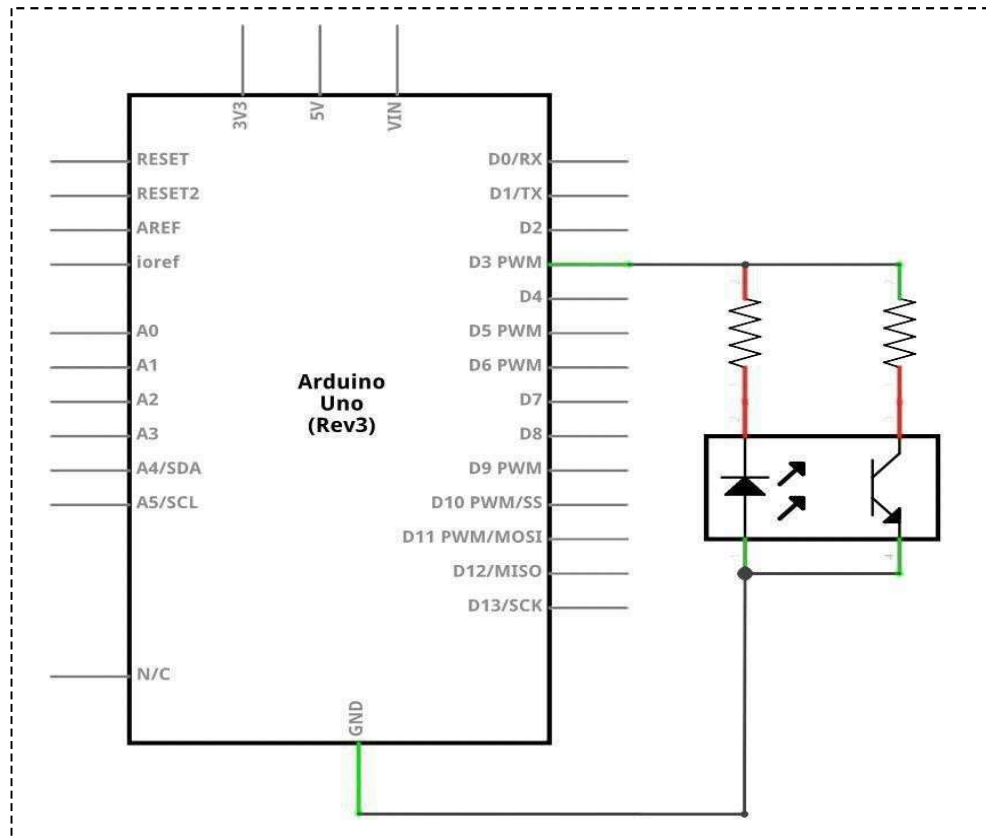 3V3
5V
VIN
RESET
D0/RX
RESET2
D1/TX
AREF
D2
ioref
D3 PWM
D4
A0
D5 PWM
A1
D6 PWM
Arduino
Uno
(Rev3)
A2
D7
A3
D8
A4/SDA
D9 PWM
A5/SCL
D10 PWM/SS
D11 PWM/MOSI
D12/MISO
D13/SCK
N/C
GND
4